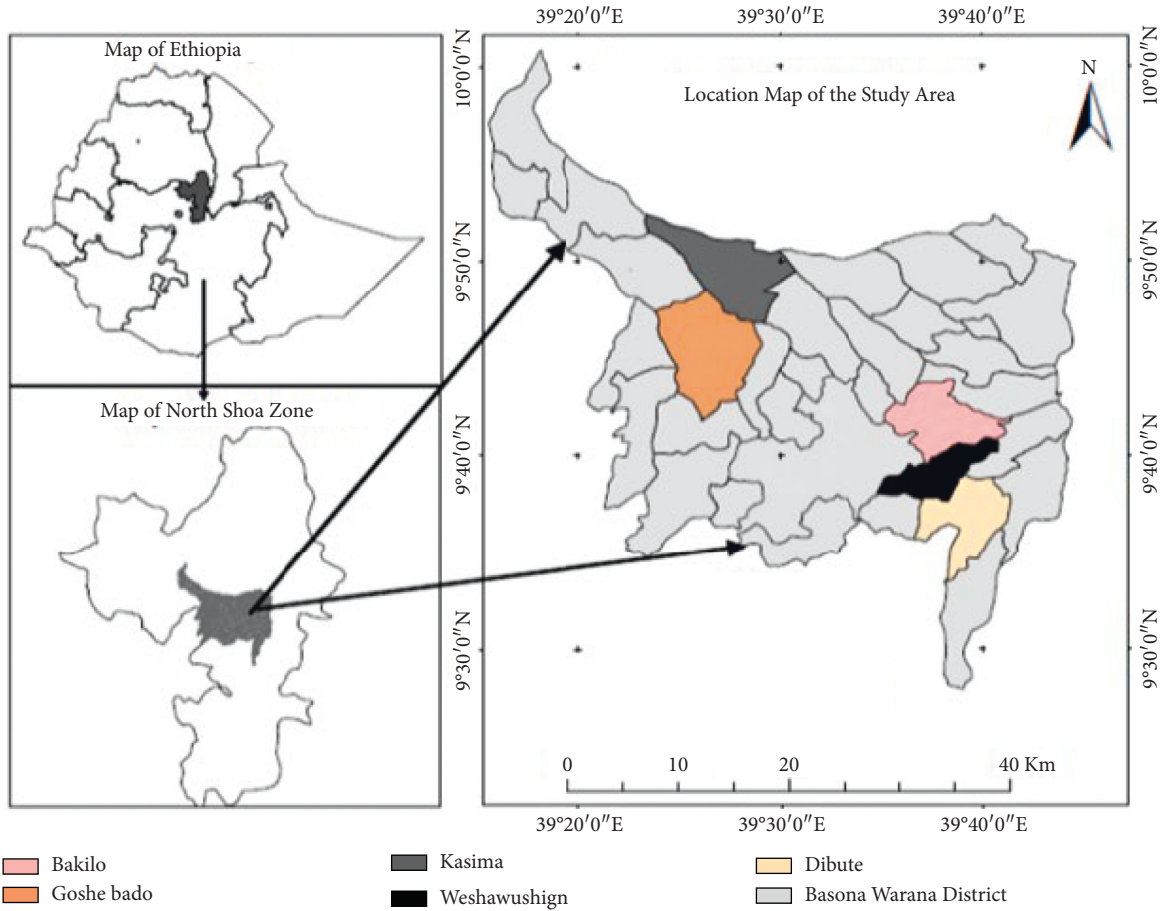 39°20′0″E
39°30′0″E
39°40′0″E
Map of Ethiopia
Location Map of the Study Area
N
10°0′0″N
10°0′0″N
9°50′0″N
9°50′0″N
Map of North Shoa Zone
9°40′0″N
9°40′0″N
9°30′0″N
9°30′0″N
0
10
20
40 Km
39°20′0″E
39°30′0″E
39°40′0″E
Bakilo
Goshe bado
Kasima
Weshawushign
Dibute
Basona Warana District